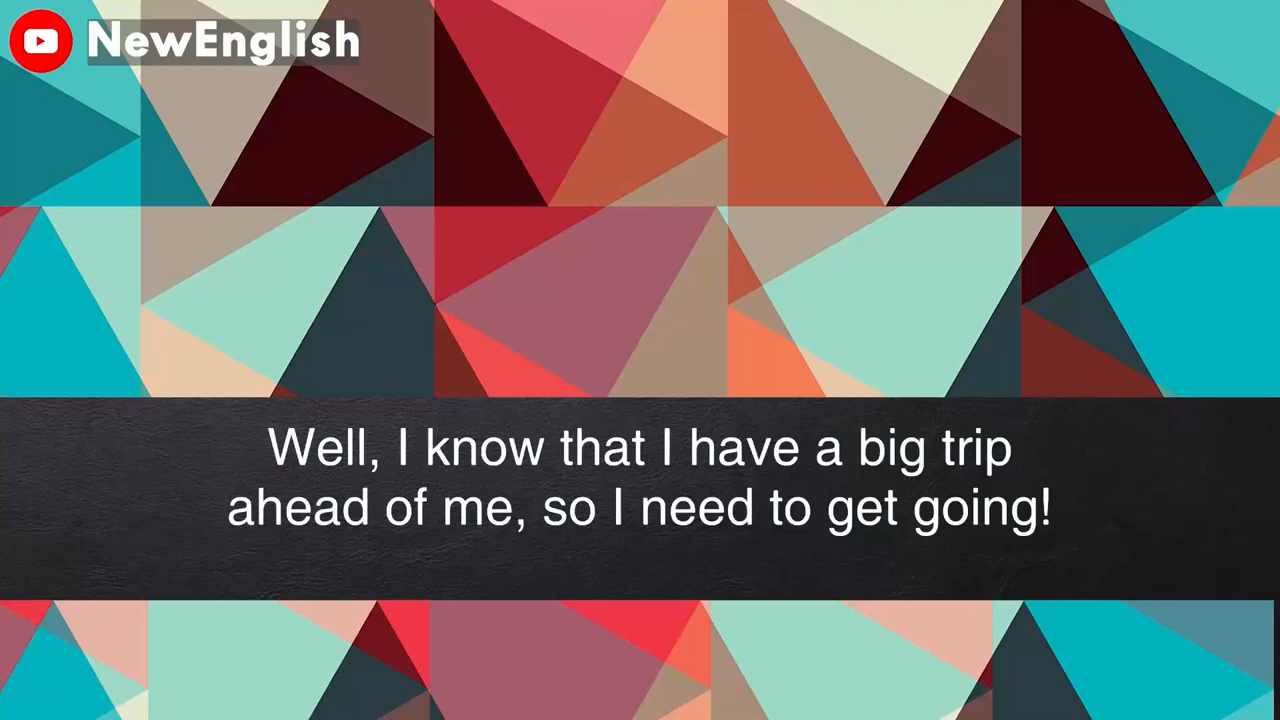 NewEnglish
Well, I know that I have a big trip
ahead of me, so I need to get going!